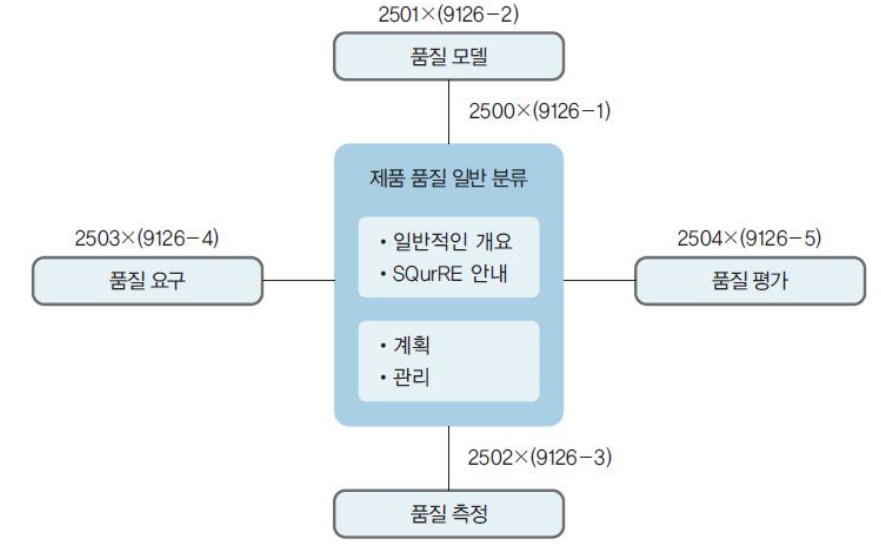 2501×(9126-2)
품질 모델
2500×(9126-1)
제품 품질 일반 분류
• 일반적인 개요
• SQurRE 안내
• 계획
• 관리
2503×(9126-4)
품질 요구
2504×(9126-5)
품질 평가
2502×(9126-3)
품질 측정